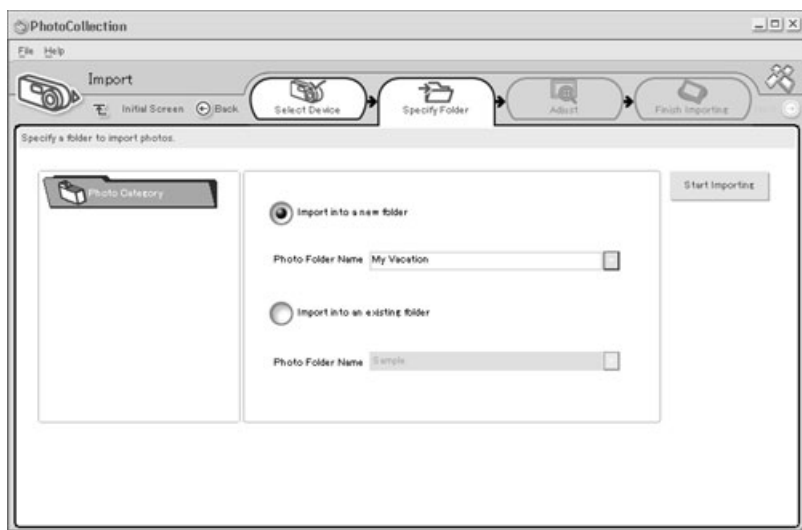 PhotoCollection
File Help
Import
Initial Screen Back
Select Device
Specify Folder
Adjust
Finish Importing
Specify a folder to import photos.
Photo Category
Start Importing
Import into a new folder
Photo Folder Name My Vacation
Import into an existing folder
Photo Folder Name Sample